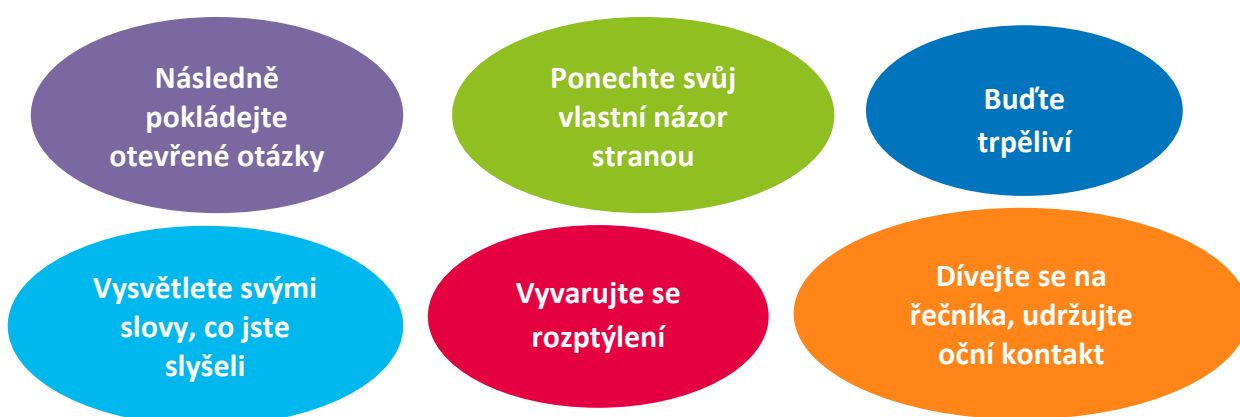 Následně
pokládejte
otevřené otázky
Ponechte svůj
vlastní názor
stranou
Buďte
trpěliví
Vysvětlete svými
slovy, co jste
slyšeli
Vyvarujte se
rozptýlení
Dívejte se na
řečníka, udržujte
oční kontakt